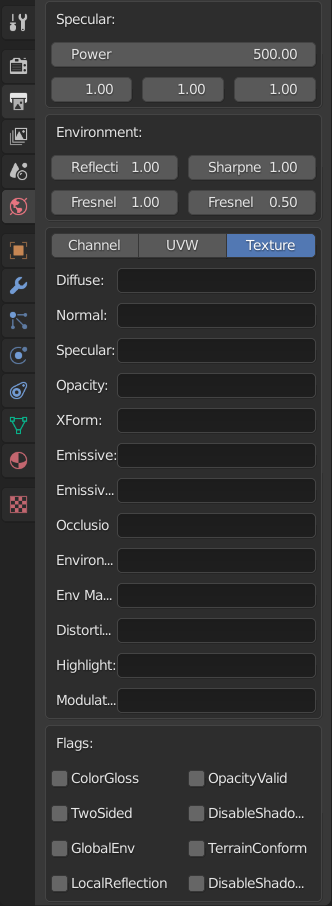 Specular:
Power 500.00
1.00 1.00 1.00
Environment:
Reflecti 1.00 Sharpne 1.00
Fresnel 1.00 Fresnel 0.50
Channel UVW Texture
Diffuse:
Normal:
Specular:
Opacity:
XForm:
Emissive:
Emissiv...
Occlusio
Environ...
Env Ma...
Distorti...
Highlight:
Modulat...
Flags:
ColorGloss OpacityValid
TwoSided DisableShado...
GlobalEnv TerrainConform
LocalReflection DisableShado...